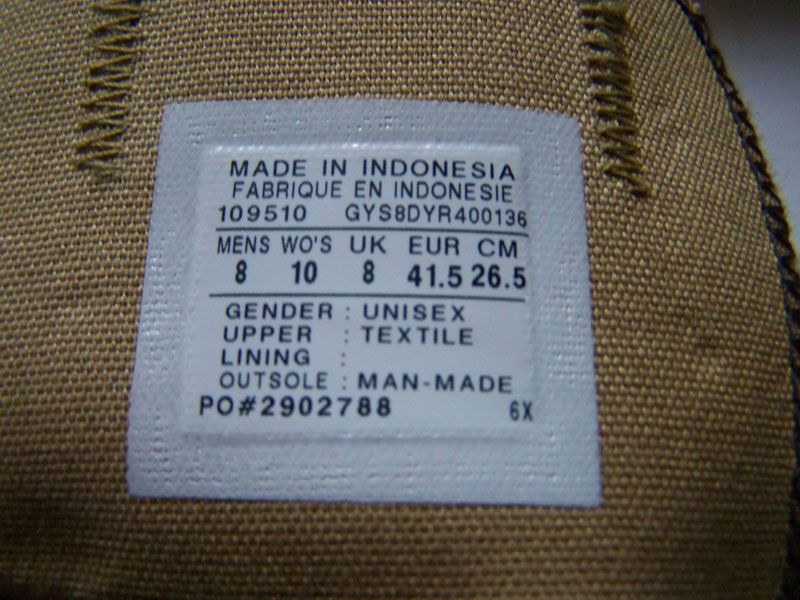 MADE IN INDONESIA
FABRIQUE EN INDONESIE
109510 GYS8DYR400136
MENS WO'S UK EUR CM
8 10 8 41.5 26.5
GENDER : UNISEX
UPPER : TEXTILE
LINING :
OUTSOLE : MAN-MADE
PO#2902788 6X